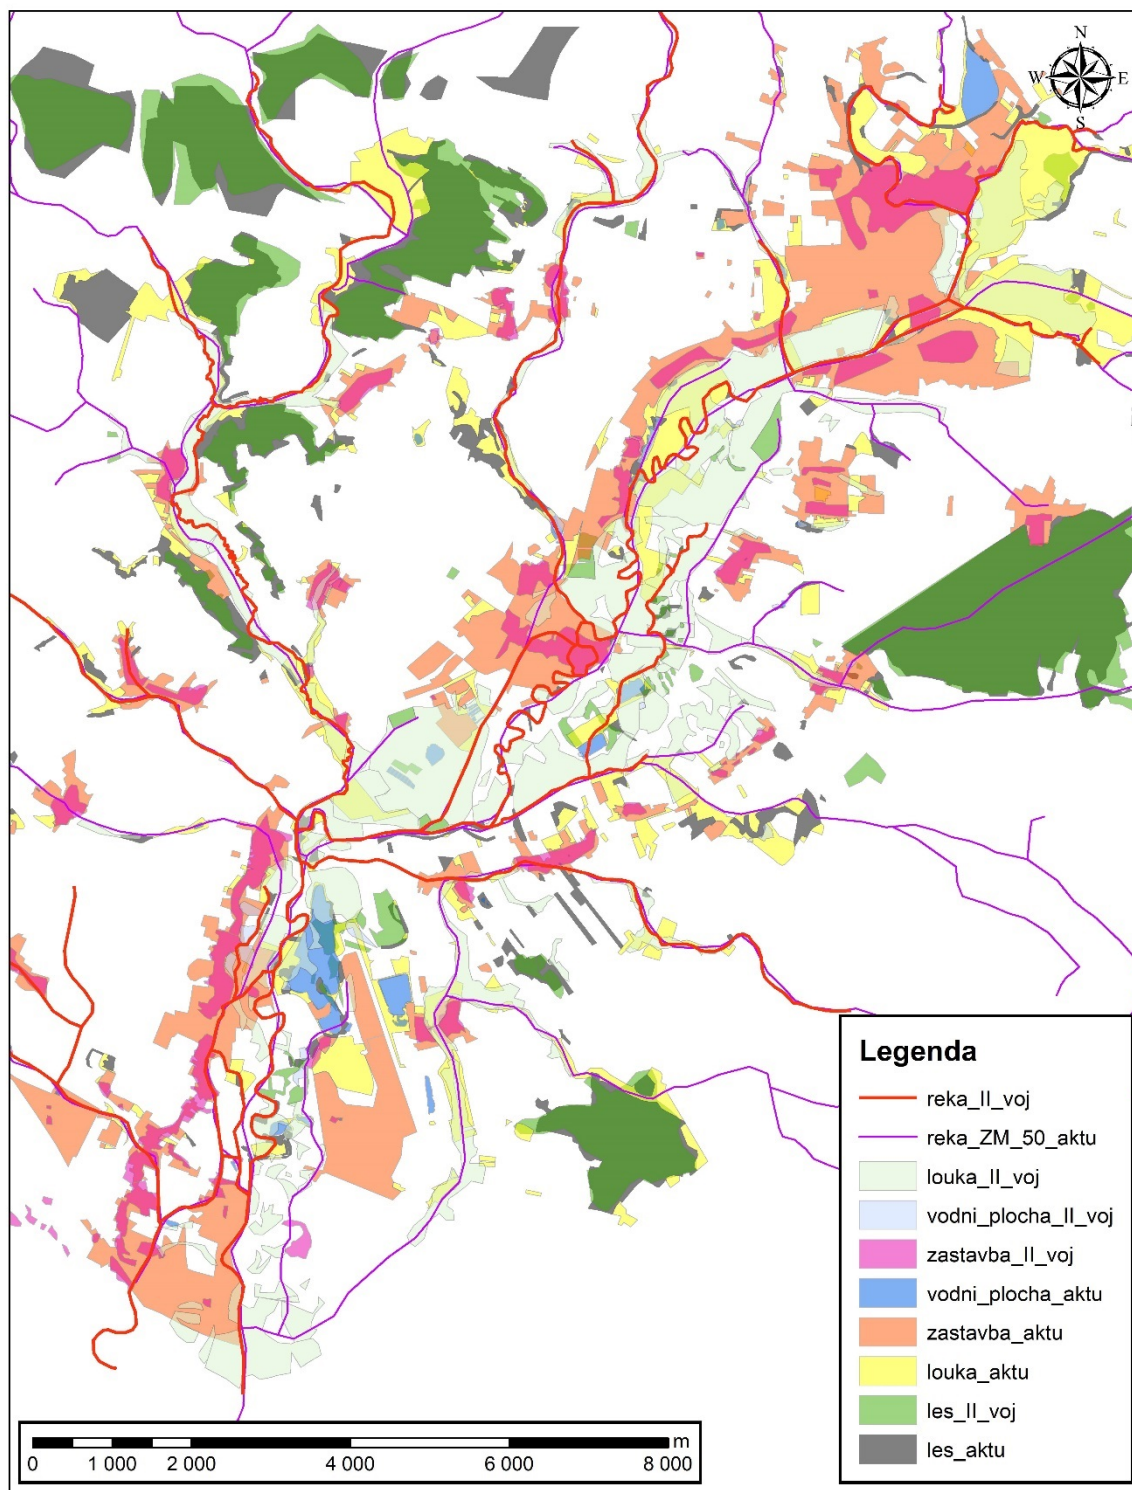 N
W E
S
Legenda
reka_II_voj
reka_ZM_50_aktu
louka_II_voj
vodni_plocha_II_voj
zastavba_II_voj
vodni_plocha_aktu
zastavba_aktu
louka_aktu
les_II_voj
les_aktu
m
0 1 000 2 000 4 000 6 000 8 000